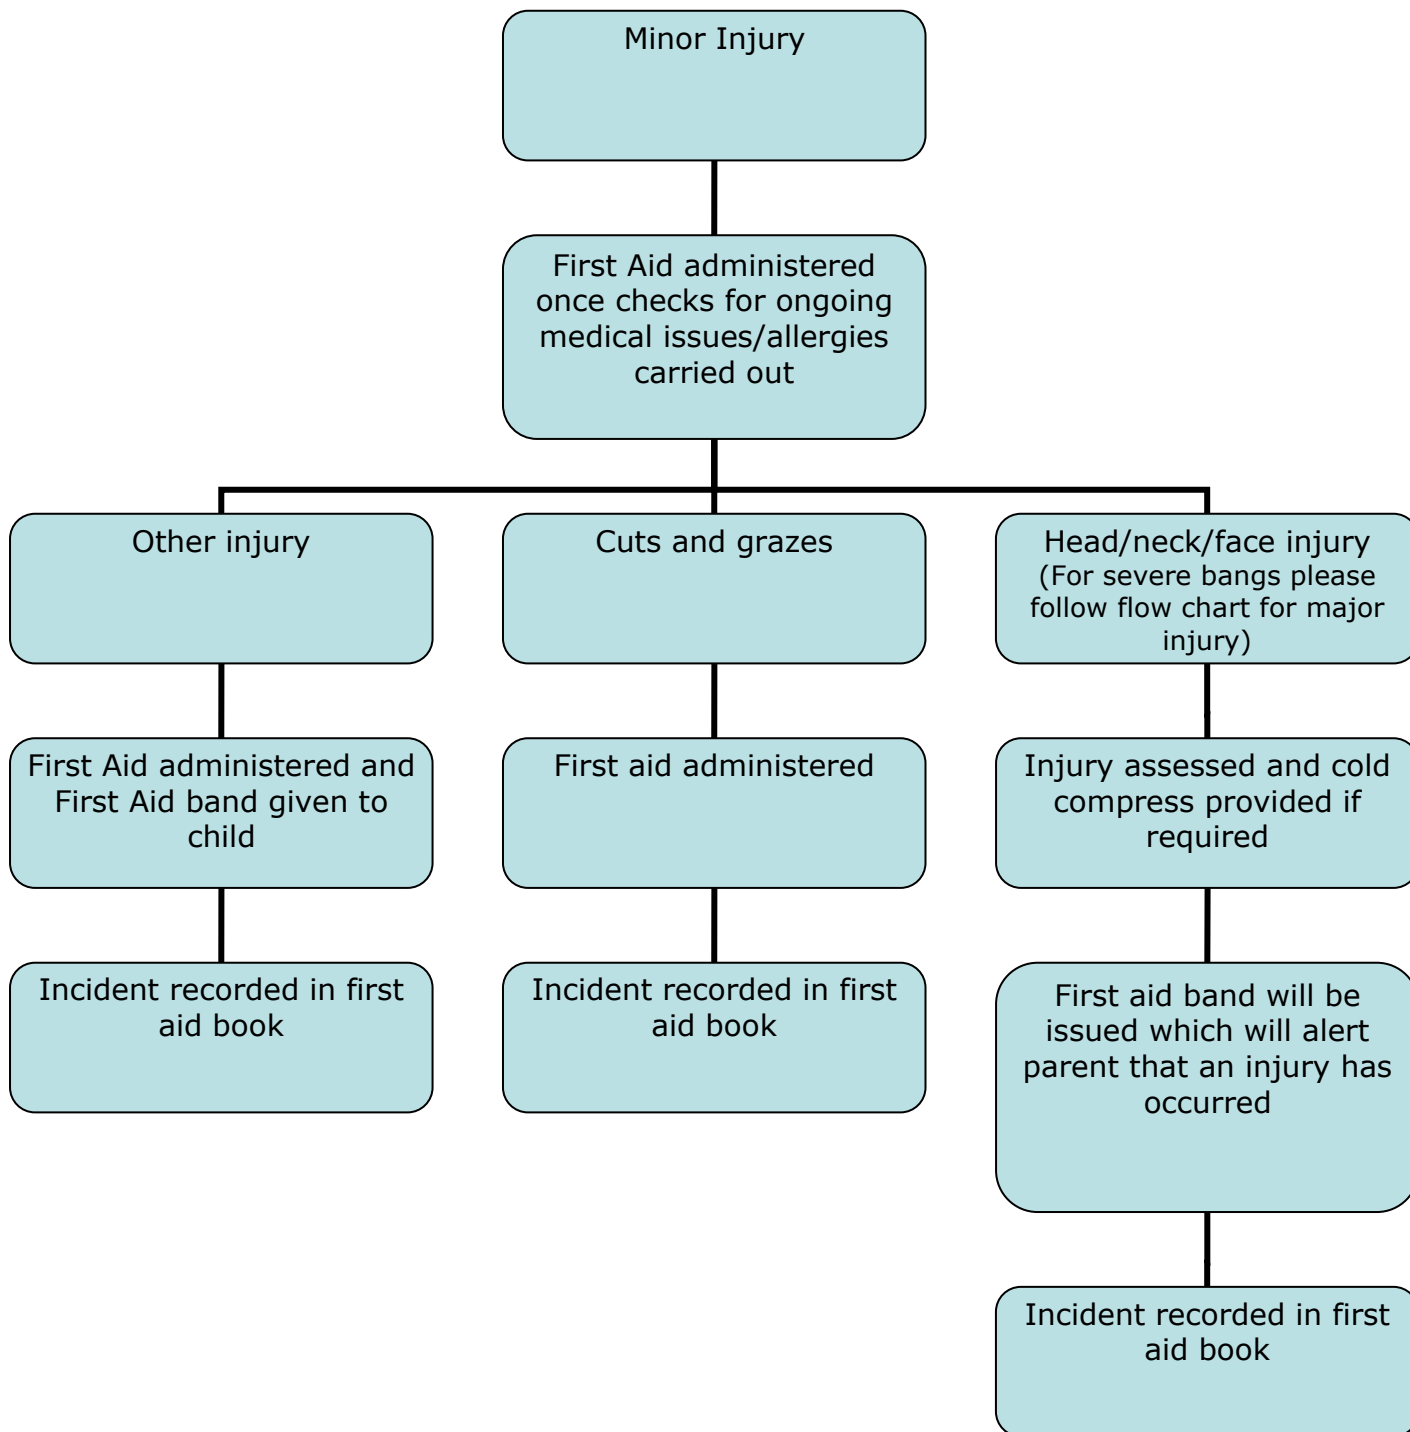 Minor Injury
First Aid administered
once checks for ongoing
medical issues/allergies
carried out
Other injury
Cuts and grazes
Head/neck/face injury
(For severe bangs please
follow flow chart for major
injury)
First Aid administered and
First Aid band given to
child
First aid administered
Injury assessed and cold
compress provided if
required
Incident recorded in first
aid book
Incident recorded in first
aid book
First aid band will be
issued which will alert
parent that an injury has
occurred
Incident recorded in first
aid book